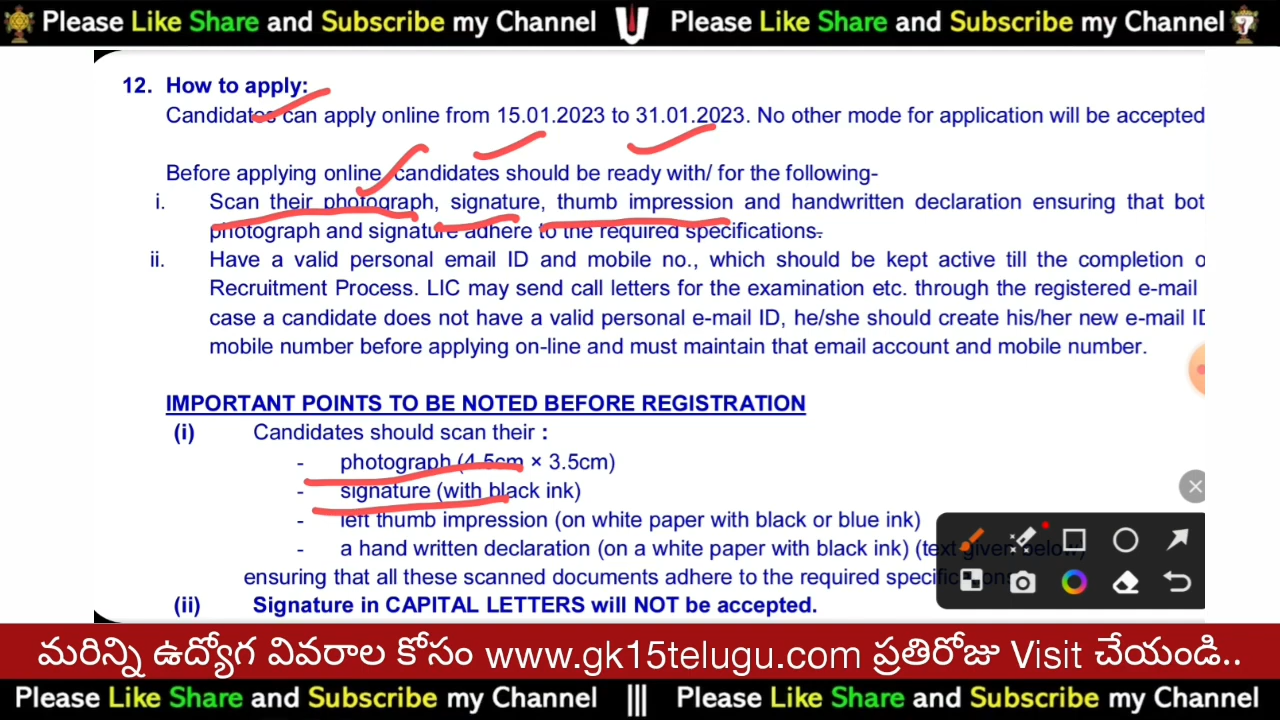 Please Like Share and Subscribe my Channel Please Like Share and Subscribe my Channel
12. How to apply:
Candidates can apply online from 15.01.2023 to 31.01.2023. No other mode for application will be accepted
Before applying online, candidates should be ready with/ for the following-
i. Scan their photograph, signature, thumb impression and handwritten declaration ensuring that bot
photograph and signature adhere to the required specifications.
ii. Have a valid personal email ID and mobile no., which should be kept active till the completion o
Recruitment Process. LIC may send call letters for the examination etc. through the registered e-mail
case a candidate does not have a valid personal e-mail ID, he/she should create his/her new e-mail ID
mobile number before applying on-line and must maintain that email account and mobile number.
IMPORTANT POINTS TO BE NOTED BEFORE REGISTRATION
(i) Candidates should scan their :
- photograph (4.5cm × 3.5cm)
- signature (with black ink)
- left thumb impression (on white paper with black or blue ink)
- a hand written declaration (on a white paper with black ink) (text given below)
ensuring that all these scanned documents adhere to the required specifications
(ii) Signature in CAPITAL LETTERS will NOT be accepted.
మరిన్ని ఉద్యోగ వివరాల కోసం www.gk15telugu.com ప్రతిరోజు Visit చేయండి..
Please Like Share and Subscribe my Channel ||| Please Like Share and Subscribe my Channel